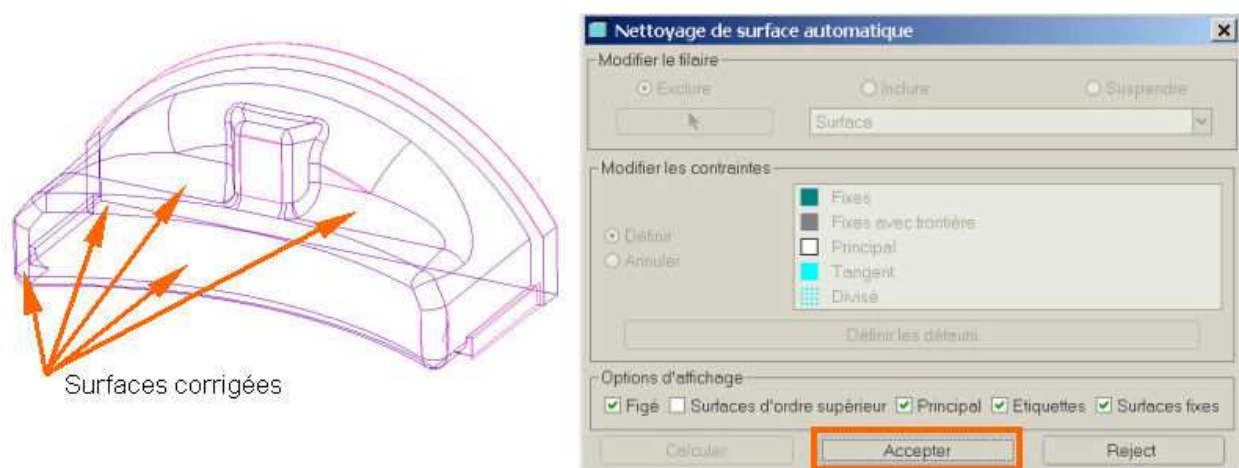 Nettoyage de surface automatique
Modifier le filaire
Exclure Inclure Suspendre
Surface
Modifier les contraintes
Définir
Annuler
Fixes
Fixes avec frontière
Principal
Tangent
Divisé
Définir les défauts
Options d'affichage
Figé Surfaces d'ordre supèrieur Principal Etiquettes Surfaces fixes
Calculer Accepter Reject
Surfaces corrigées